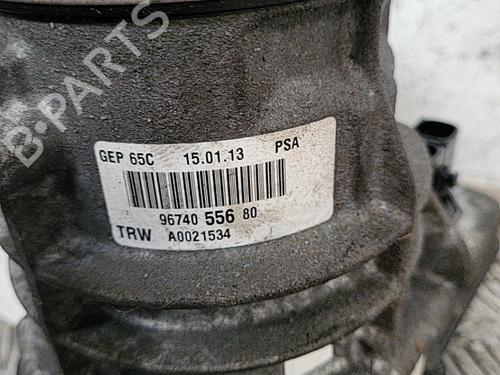 B-PARTS
GEP 65C 15.01.13 PSA
96740 556 80
TRW A0021534